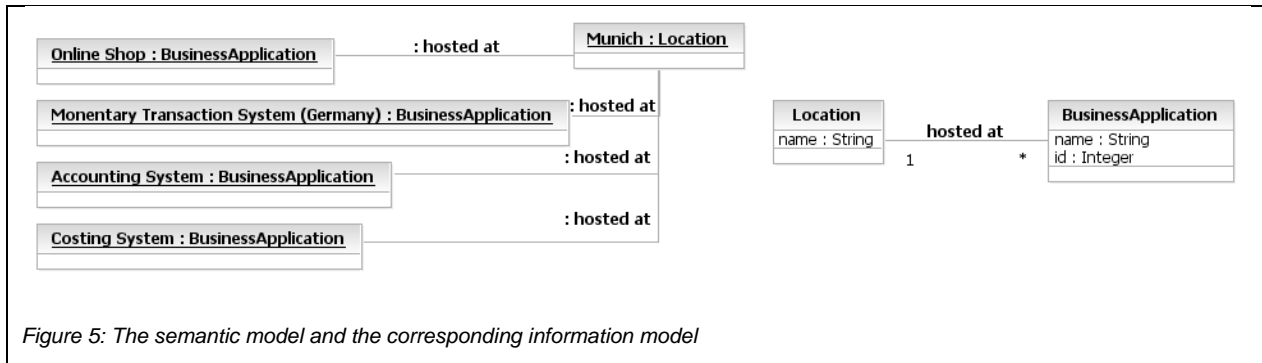 Online Shop : BusinessApplication
: hosted at
Munich : Location
Monentary Transaction System (Germany) : BusinessApplication
: hosted at
Accounting System : BusinessApplication
: hosted at
Costing System : BusinessApplication
: hosted at
Location
name : String
hosted at
1
*
BusinessApplication
name : String
id : Integer
Figure 5: The semantic model and the corresponding information model